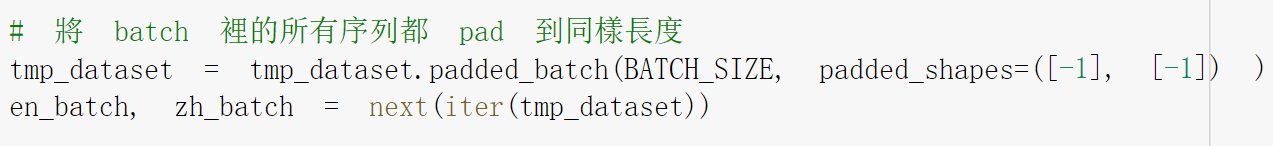 # 將 batch 裡的所有序列都 pad 到同樣長度
tmp_dataset = tmp_dataset.padded_batch(BATCH_SIZE, padded_shapes=([-1], [-1]) )
en_batch, zh_batch = next(iter(tmp_dataset))